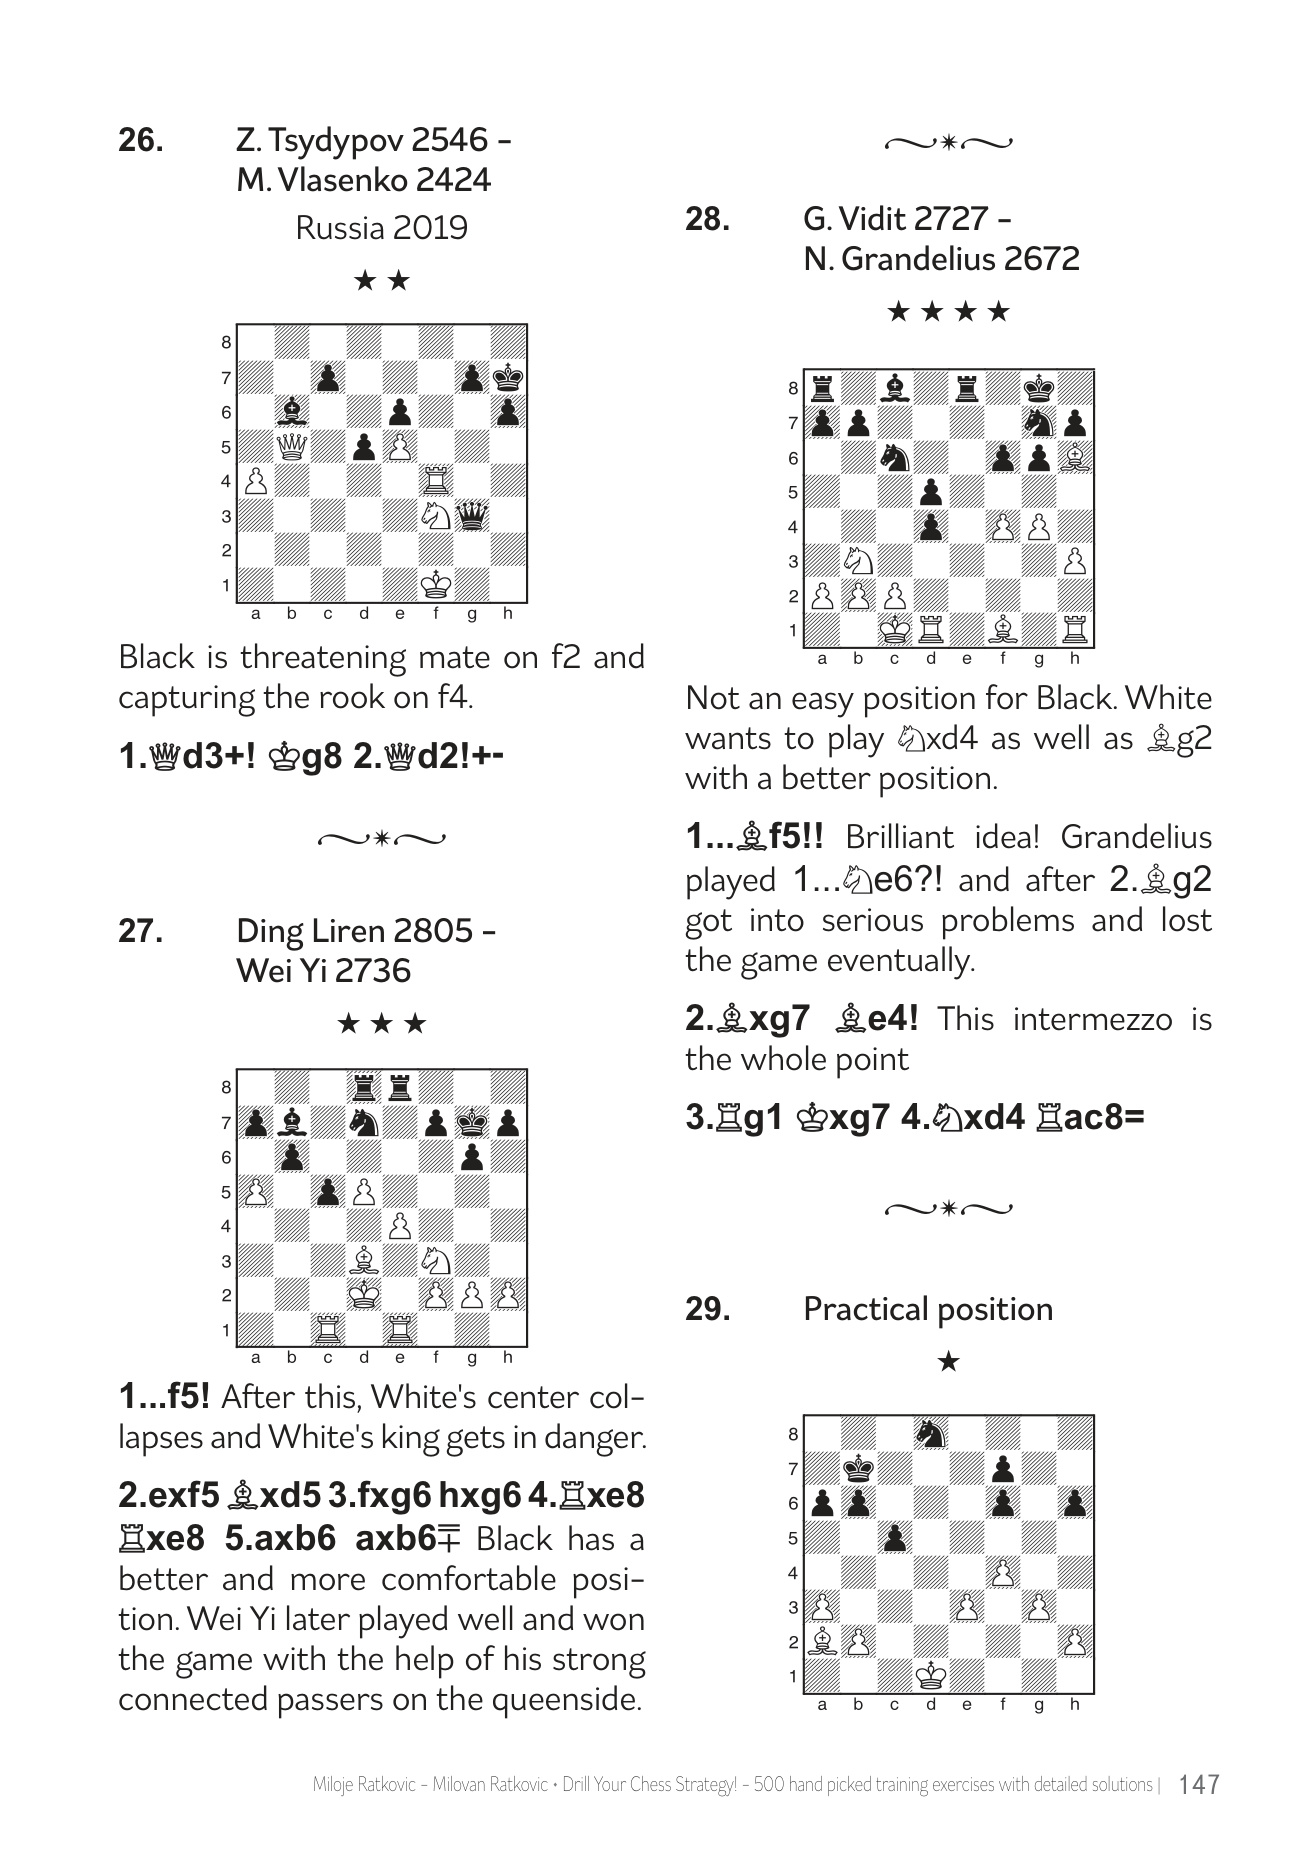 26. Z. Tsydypov 2546 –
M. Vlasenko 2424
Russia 2019
★ ★
8
7
6
5
4
3
2
1
a b c d e f g h
Black is threatening mate on f2 and
capturing the rook on f4.
1.♕d3+! ♔g8 2.♕d2!+-
27. Ding Liren 2805 –
Wei Yi 2736
★ ★ ★
8
7
6
5
4
3
2
1
a b c d e f g h
1...f5! After this, White's center col-
lapses and White's king gets in danger.
2.exf5 ♗xd5 3.fxg6 hxg6 4.♖xe8
♖xe8 5.axb6 axb6∓ Black has a
better and more comfortable posi-
tion. Wei Yi later played well and won
the game with the help of his strong
connected passers on the queenside.
28. G. Vidit 2727 –
N. Grandelius 2672
★ ★ ★ ★
8
7
6
5
4
3
2
1
a b c d e f g h
Not an easy position for Black. White
wants to play ♘xd4 as well as ♗g2
with a better position.
1...♗f5!! Brilliant idea! Grandelius
played 1...♘e6?! and after 2.♗g2
got into serious problems and lost
the game eventually.
2.♗xg7 ♗e4! This intermezzo is
the whole point
3.♖g1 ♔xg7 4.♘xd4 ♖ac8=
29. Practical position
★
8
7
6
5
4
3
2
1
a b c d e f g h
Miloje Ratkovic – Milovan Ratkovic • Drill Your Chess Strategy! – 500 hand picked training exercises with detailed solutions | 147